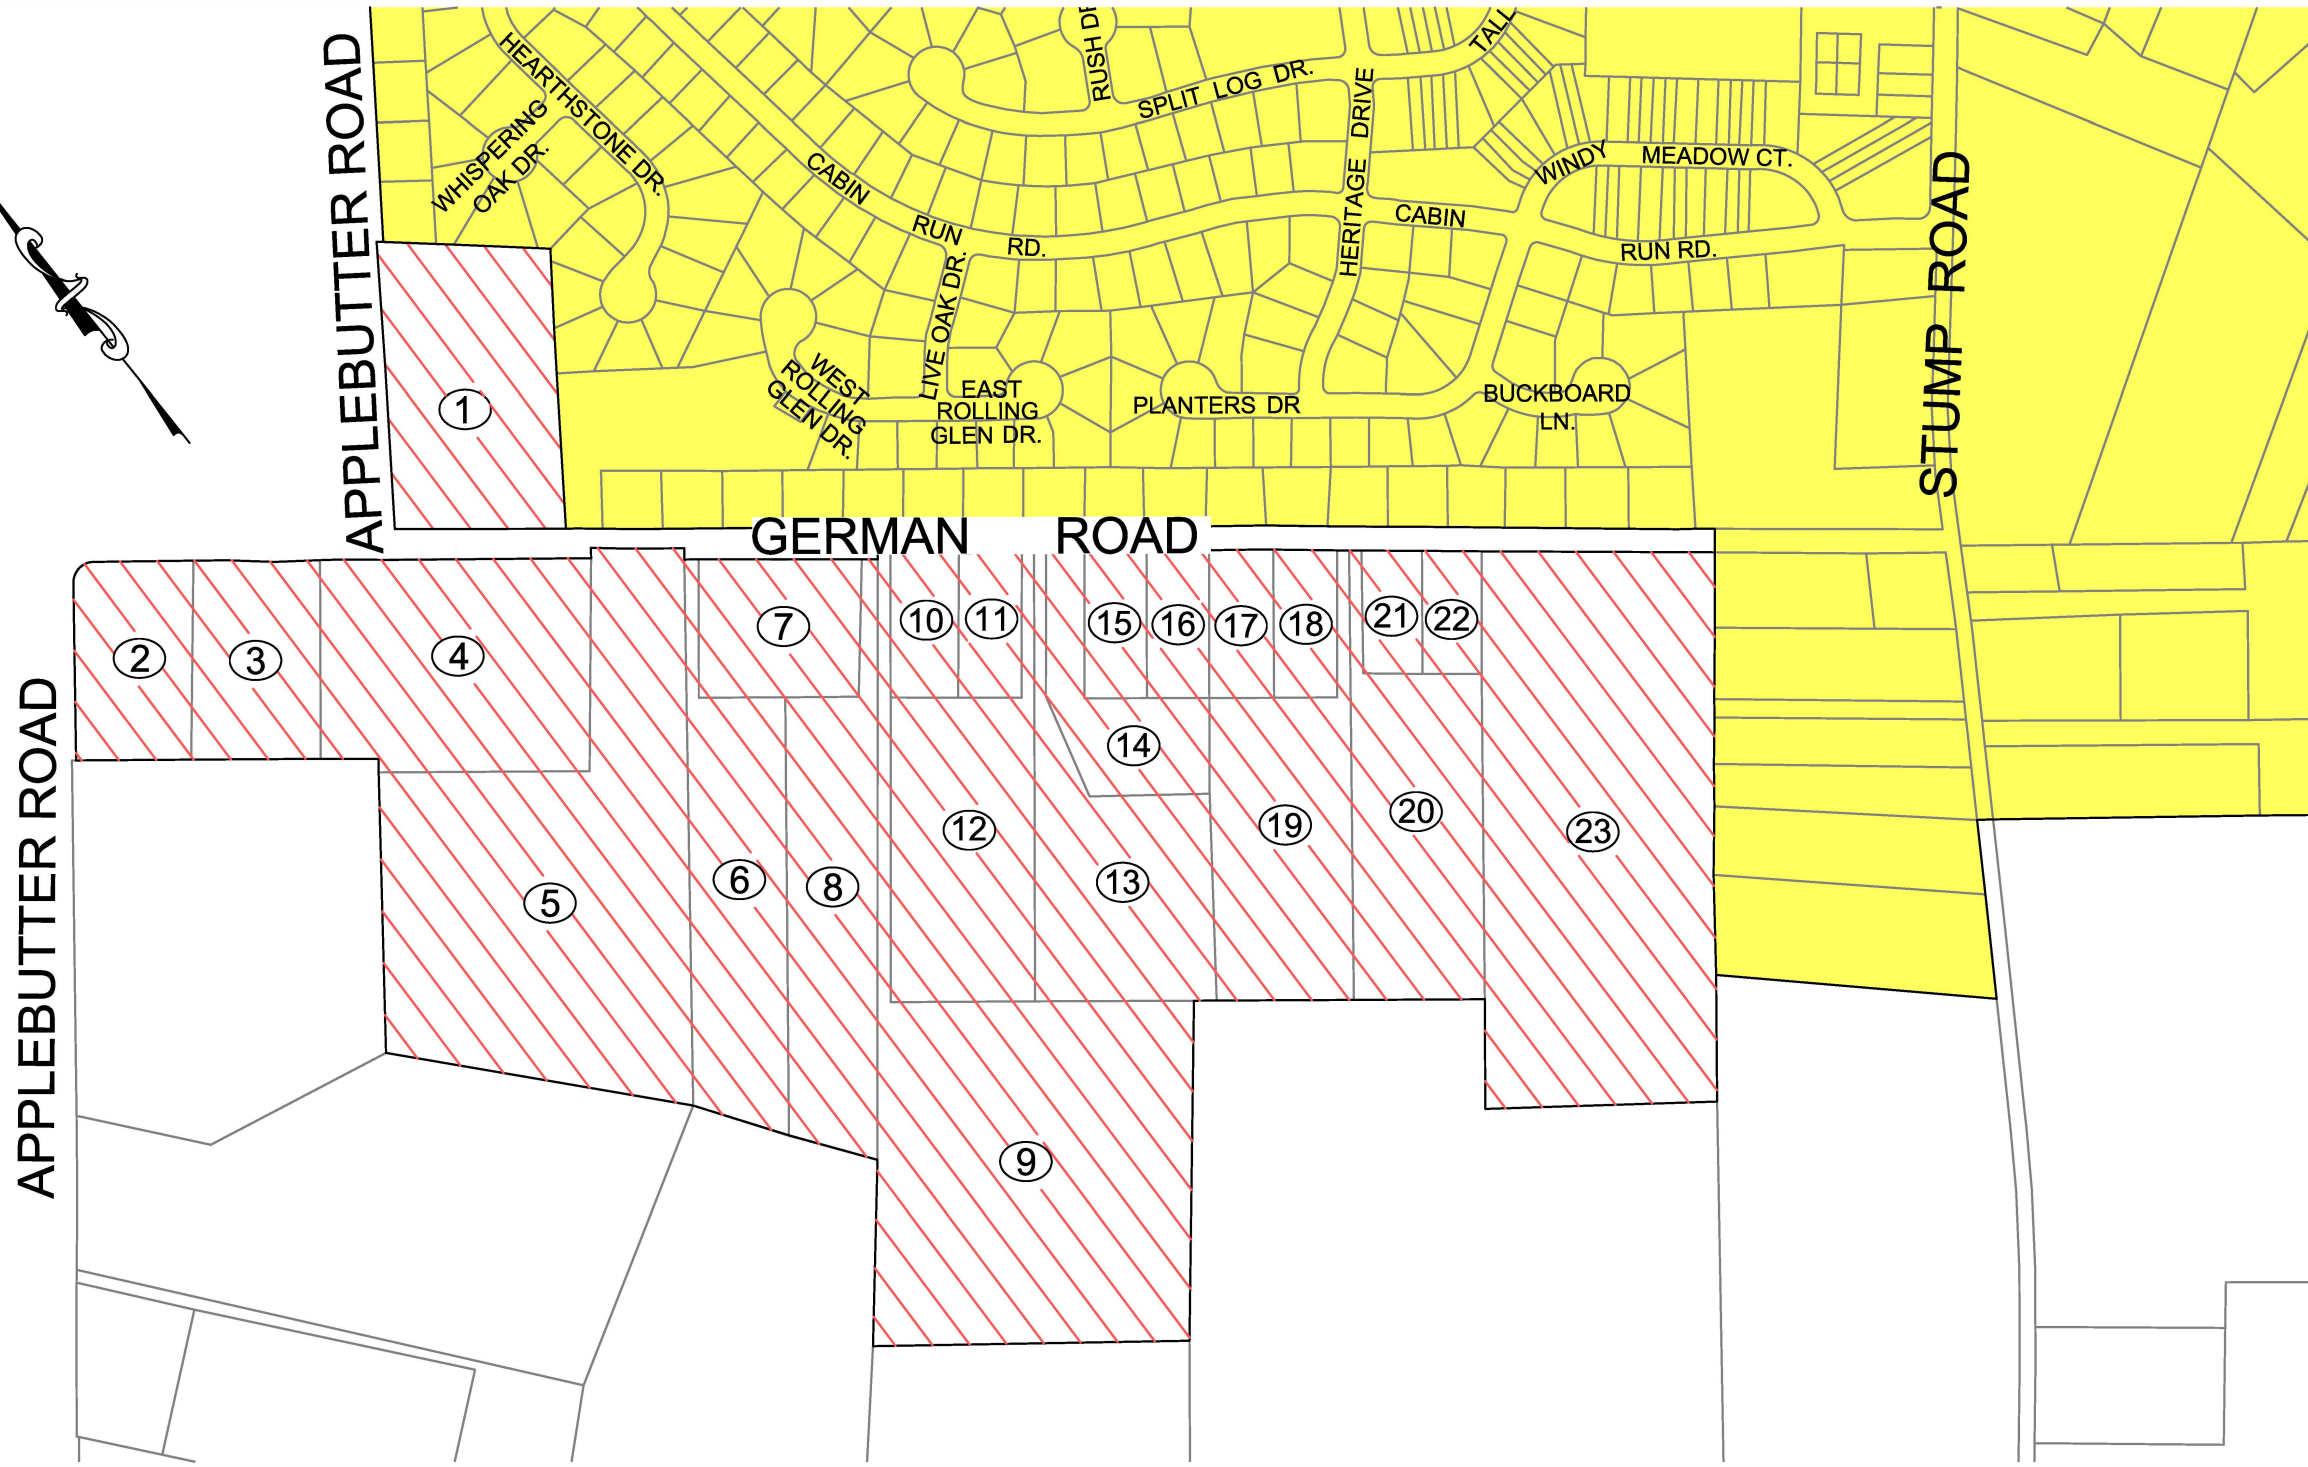 APPLEBUTTER ROAD
HEARTHSTONE DR.
WHISPERING
OAK DR.
RUSH
SPLIT LOG DR.
TALL
HERITAGE DRIVE
CABIN
RUN
RD.
CABIN
RUN RD.
WINDY
MEADOW CT.
STUMP ROAD
LIVE OAK DR.
WEST
ROLLING
GLEN DR.
EAST
ROLLING
GLEN DR.
PLANTERS DR
BUCKBOARD
LN.
1
GERMAN ROAD
APPLEBUTTER ROAD
2
3
4
5
6
7
8
9
10
11
12
13
14
15
16
17
18
19
20
21
22
23